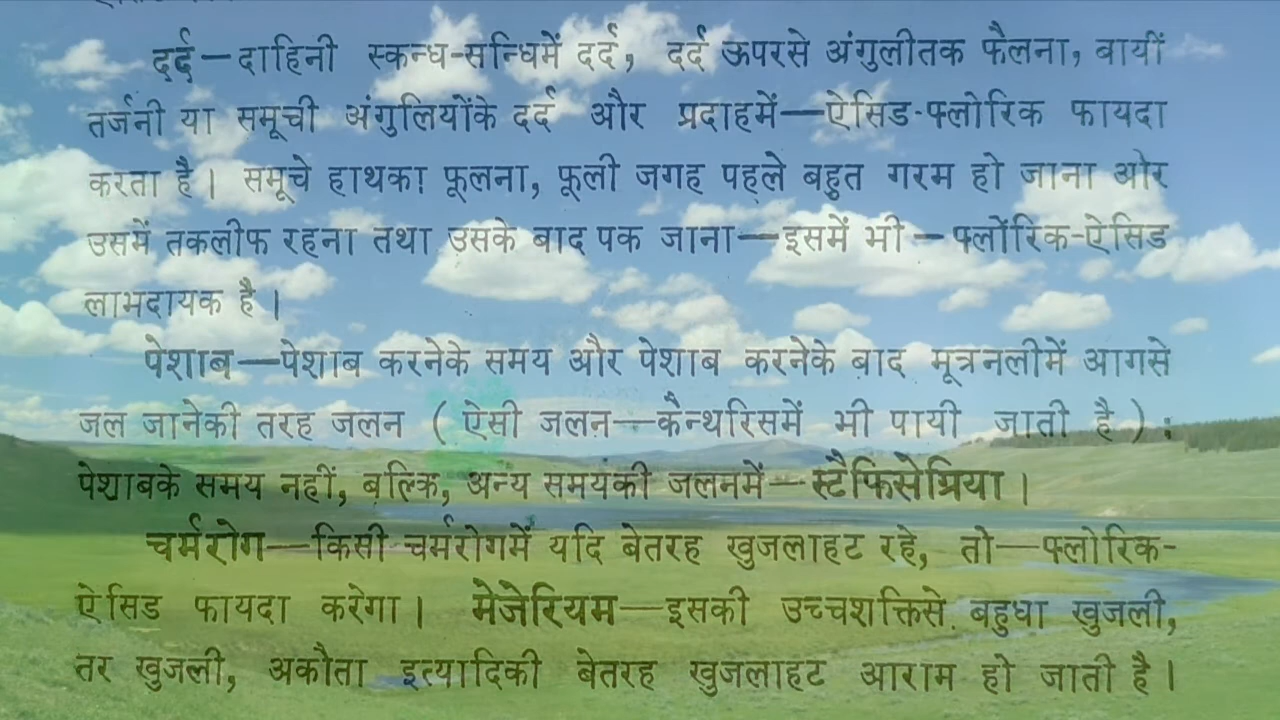 दर्द—दाहिनी स्कन्ध-सन्धिमें दर्द, दर्द ऊपरसे अंगुलीतक फैलना, बायीं
तर्जनी या समूची अंगुलियोंके दर्द और प्रदाहमें—ऐसिड-फ्लोरिक फायदा
करता है। समूचे हाथका फूलना, फूली जगह पहले बहुत गरम हो जाना और
उसमें तकलीफ रहना तथा उसके बाद पक जाना—इसमें भी—फ्लोरिक-ऐसिड
लाभदायक है।
पेशाब—पेशाब करनेके समय और पेशाब करनेके बाद मूत्रनलीमें आगसे
जल जानेकी तरह जलन ( ऐसी जलन—कैन्थरिसमें भी पायी जाती है ) ;
पेशाबके समय नहीं, बल्कि, अन्य समयकी जलनमें—स्टैफिसेग्रिया।
चर्मरोग—किसी चर्मरोगमें यदि बेतरह खुजलाहट रहे, तो—फ्लोरिक-
ऐसिड फायदा करेगा। मेजेरियम—इसकी उच्चशक्तिसे बहुधा खुजली,
तर खुजली, अकौता इत्यादिकी बेतरह खुजलाहट आराम हो जाती है।